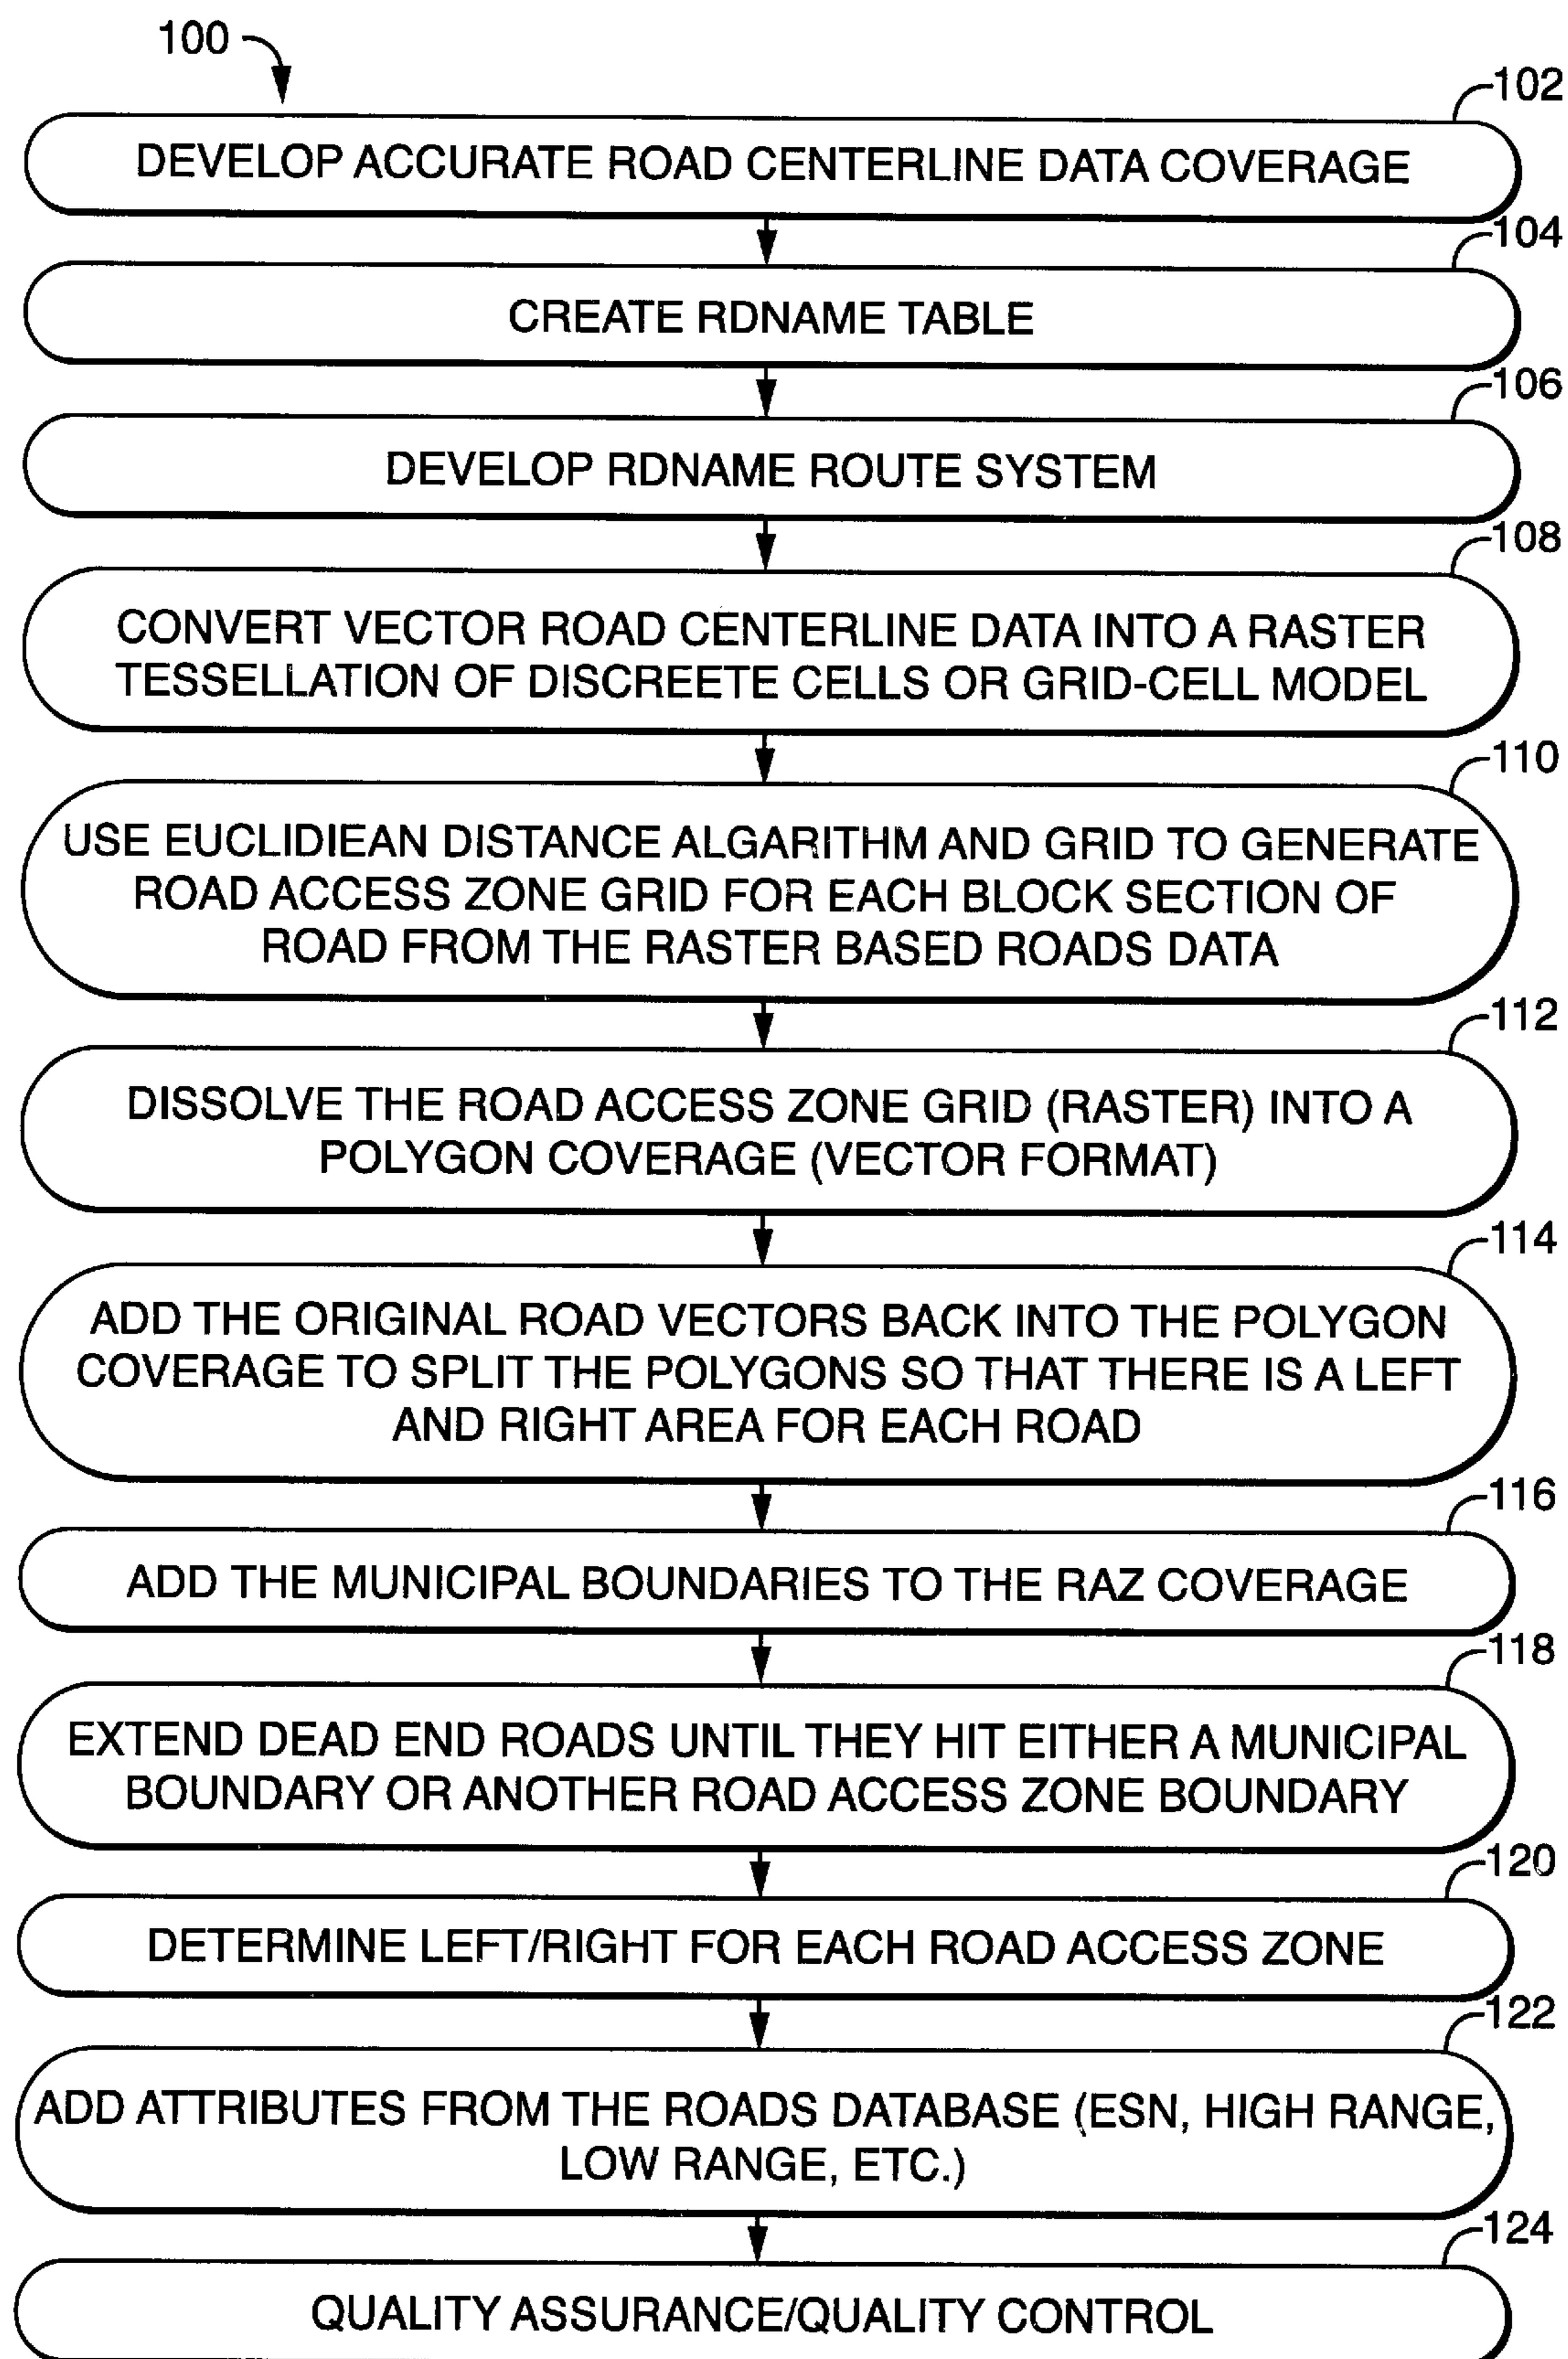 100
102
DEVELOP ACCURATE ROAD CENTERLINE DATA COVERAGE
104
CREATE RDNAME TABLE
106
DEVELOP RDNAME ROUTE SYSTEM
108
CONVERT VECTOR ROAD CENTERLINE DATA INTO A RASTER
TESSELLATION OF DISCREETE CELLS OR GRID-CELL MODEL
110
USE EUCLIDIEAN DISTANCE ALGARITHM AND GRID TO GENERATE
ROAD ACCESS ZONE GRID FOR EACH BLOCK SECTION OF
ROAD FROM THE RASTER BASED ROADS DATA
112
DISSOLVE THE ROAD ACCESS ZONE GRID (RASTER) INTO A
POLYGON COVERAGE (VECTOR FORMAT)
114
ADD THE ORIGINAL ROAD VECTORS BACK INTO THE POLYGON
COVERAGE TO SPLIT THE POLYGONS SO THAT THERE IS A LEFT
AND RIGHT AREA FOR EACH ROAD
116
ADD THE MUNICIPAL BOUNDARIES TO THE RAZ COVERAGE
118
EXTEND DEAD END ROADS UNTIL THEY HIT EITHER A MUNICIPAL
BOUNDARY OR ANOTHER ROAD ACCESS ZONE BOUNDARY
120
DETERMINE LEFT/RIGHT FOR EACH ROAD ACCESS ZONE
122
ADD ATTRIBUTES FROM THE ROADS DATABASE (ESN, HIGH RANGE,
LOW RANGE, ETC.)
124
QUALITY ASSURANCE/QUALITY CONTROL